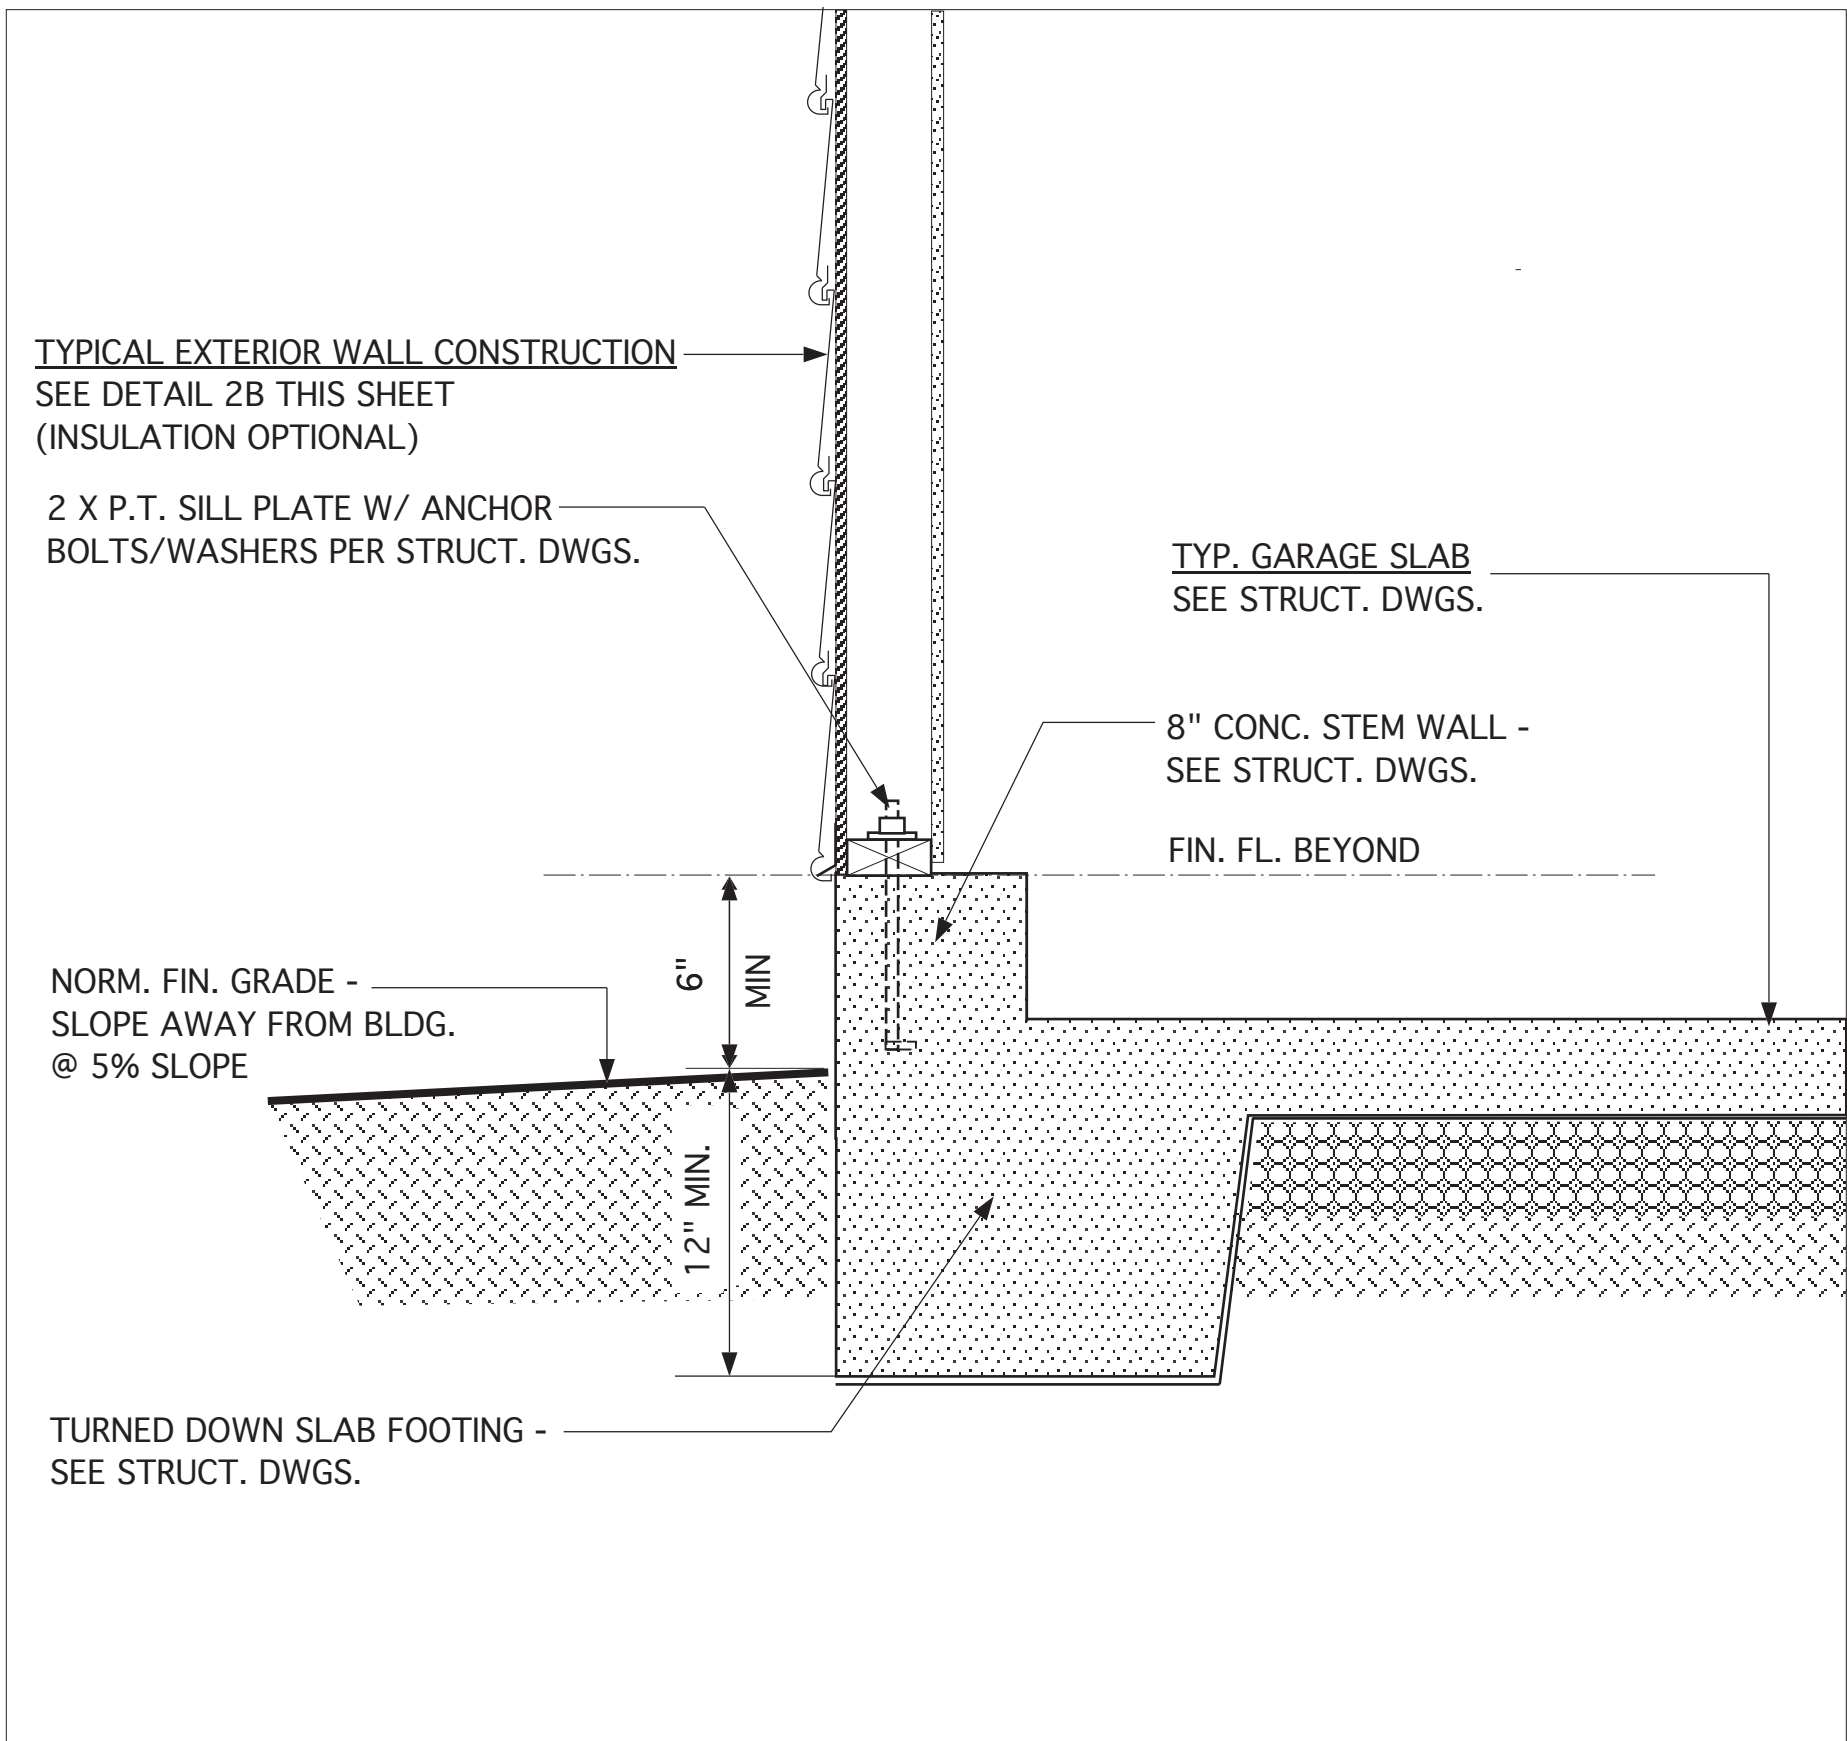 TYPICAL EXTERIOR WALL CONSTRUCTION
SEE DETAIL 2B THIS SHEET
(INSULATION OPTIONAL)
2 X P.T. SILL PLATE W/ ANCHOR
BOLTS/WASHERS PER STRUCT. DWGS.
TYP. GARAGE SLAB
SEE STRUCT. DWGS.
8" CONC. STEM WALL -
SEE STRUCT. DWGS.
FIN. FL. BEYOND
6"
MIN
NORM. FIN. GRADE -
SLOPE AWAY FROM BLDG.
@ 5% SLOPE
12" MIN.
TURNED DOWN SLAB FOOTING -
SEE STRUCT. DWGS.